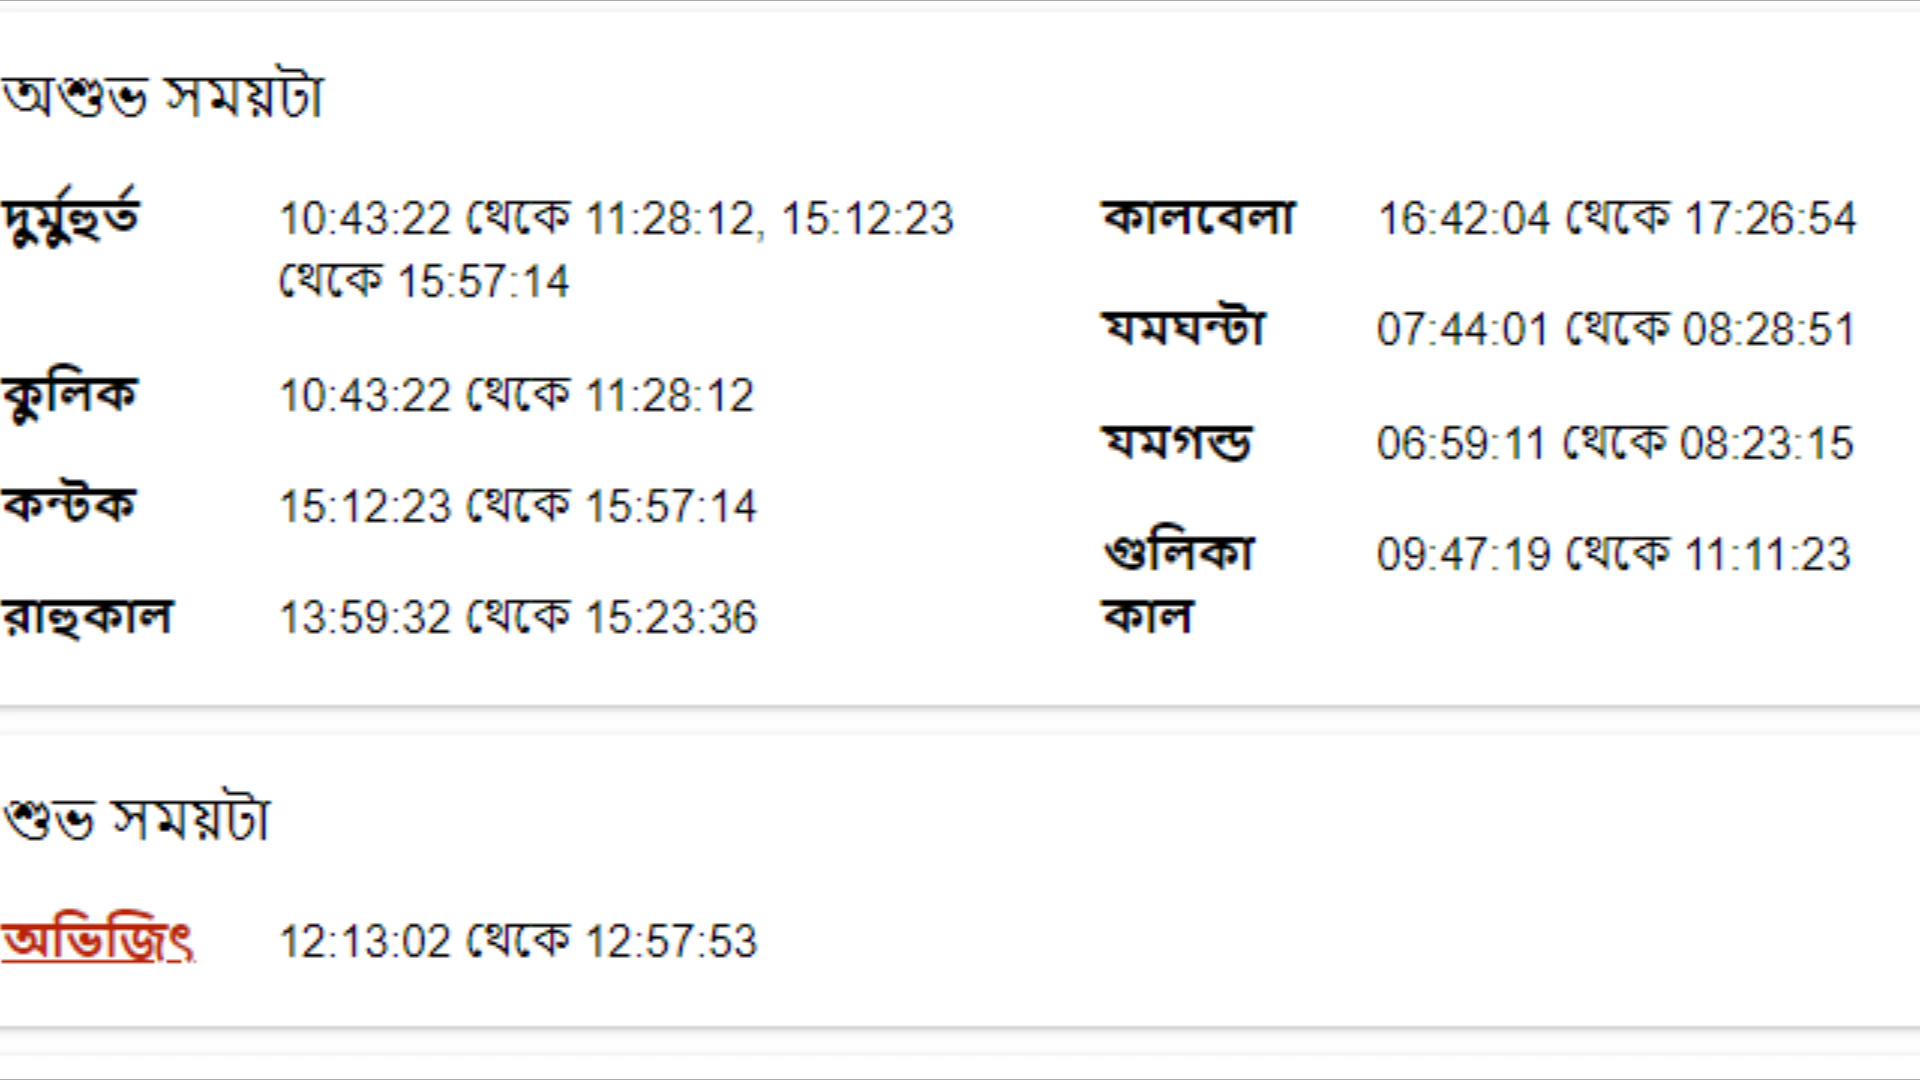 অশুভ সময়টা
দুর্মুহুর্ত 10:43:22 থেকে 11:28:12, 15:12:23
থেকে 15:57:14
কুলিক 10:43:22 থেকে 11:28:12
কন্টক 15:12:23 থেকে 15:57:14
রাহুকাল 13:59:32 থেকে 15:23:36
কালবেলা 16:42:04 থেকে 17:26:54
যমঘন্টা 07:44:01 থেকে 08:28:51
যমগন্ড 06:59:11 থেকে 08:23:15
গুলিকা 09:47:19 থেকে 11:11:23
কাল
শুভ সময়টা
অভিজিৎ 12:13:02 থেকে 12:57:53